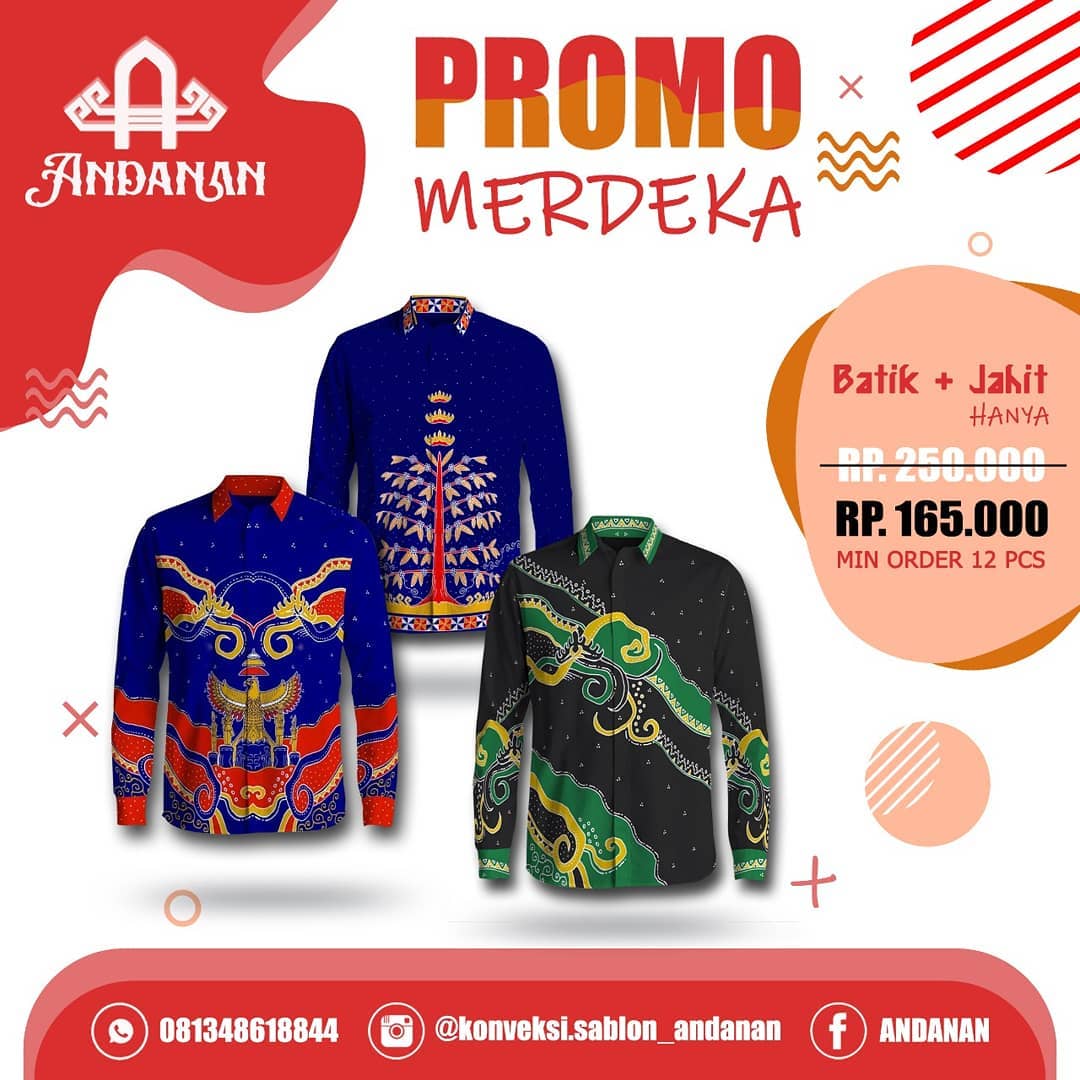 ANDANAN
PROMO
MERDEKA
Batik + Jahit
HANYA
RP. 250.000
RP. 165.000
MIN ORDER 12 PCS
081348618844
@konveksi.sablon_andanan
ANDANAN